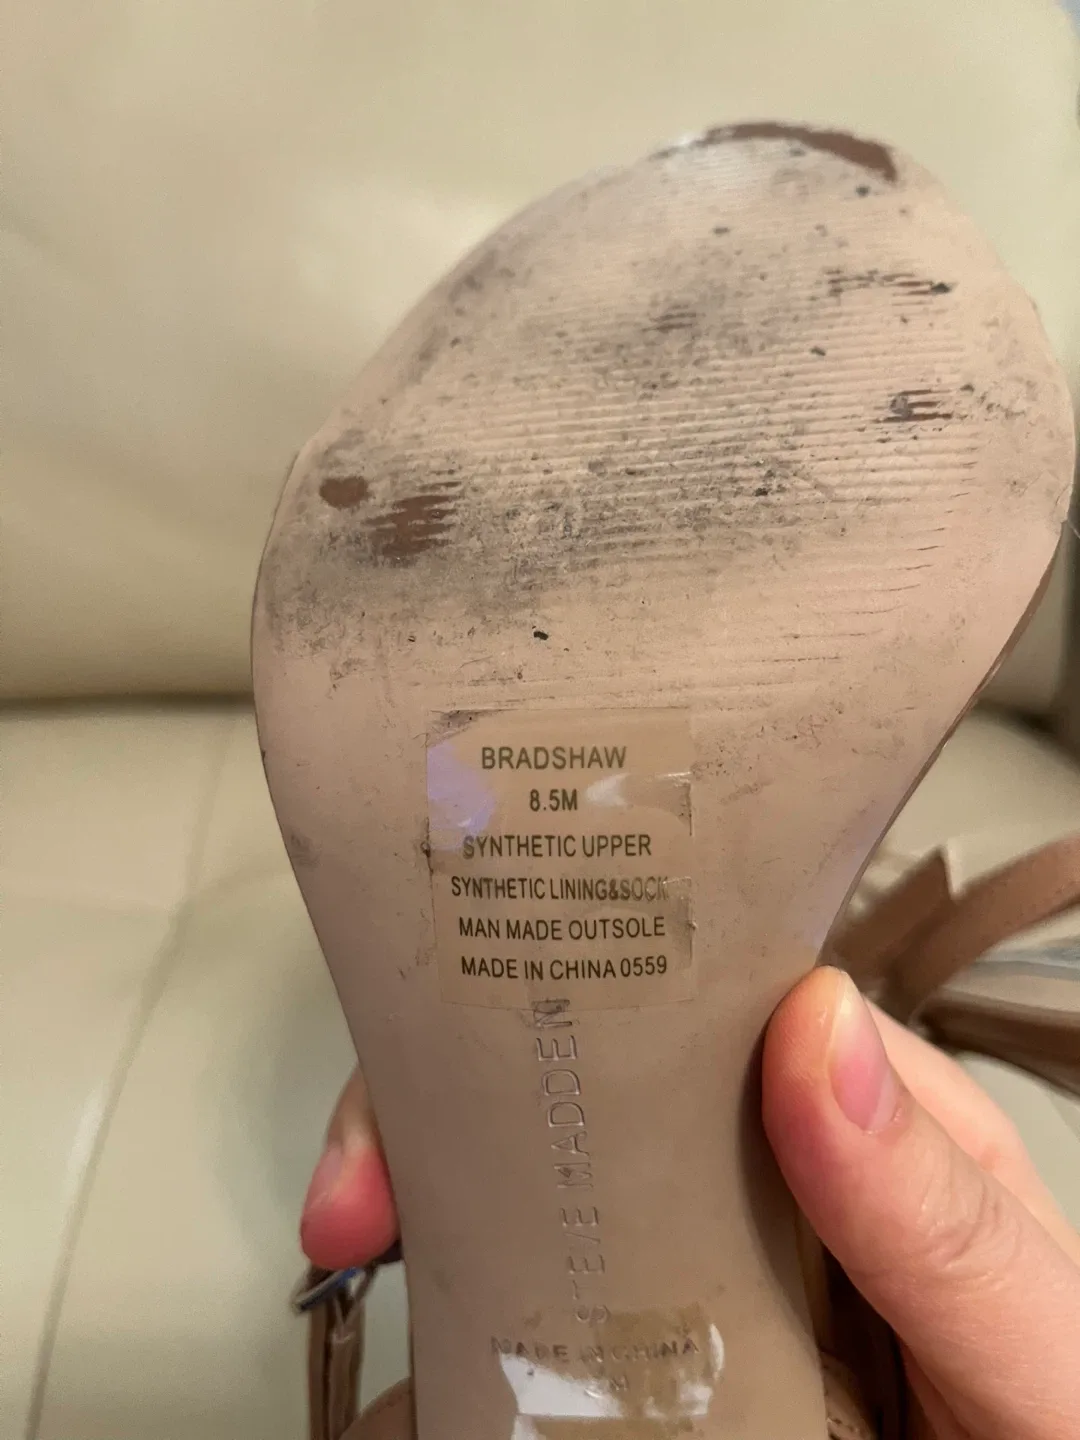 BRADSHAW
8.5M
SYNTHETIC UPPER
SYNTHETIC LINING&SOCK
MAN MADE OUTSOLE
MADE IN CHINA 0559
STEVE MADDEN
MADE IN CHINA